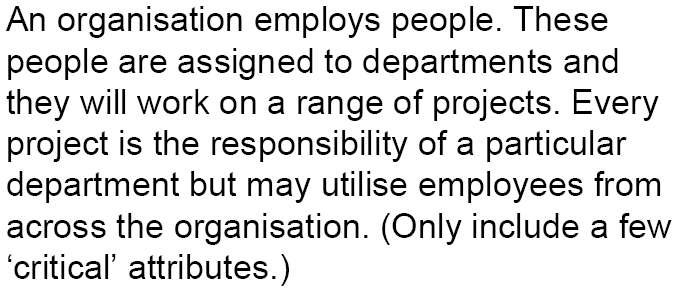 An organisation employs people. These
people are assigned to departments and
they will work on a range of projects. Every
project is the responsibility of a particular
department but may utilise employees from
across the organisation. (Only include a few
‘critical’ attributes.)